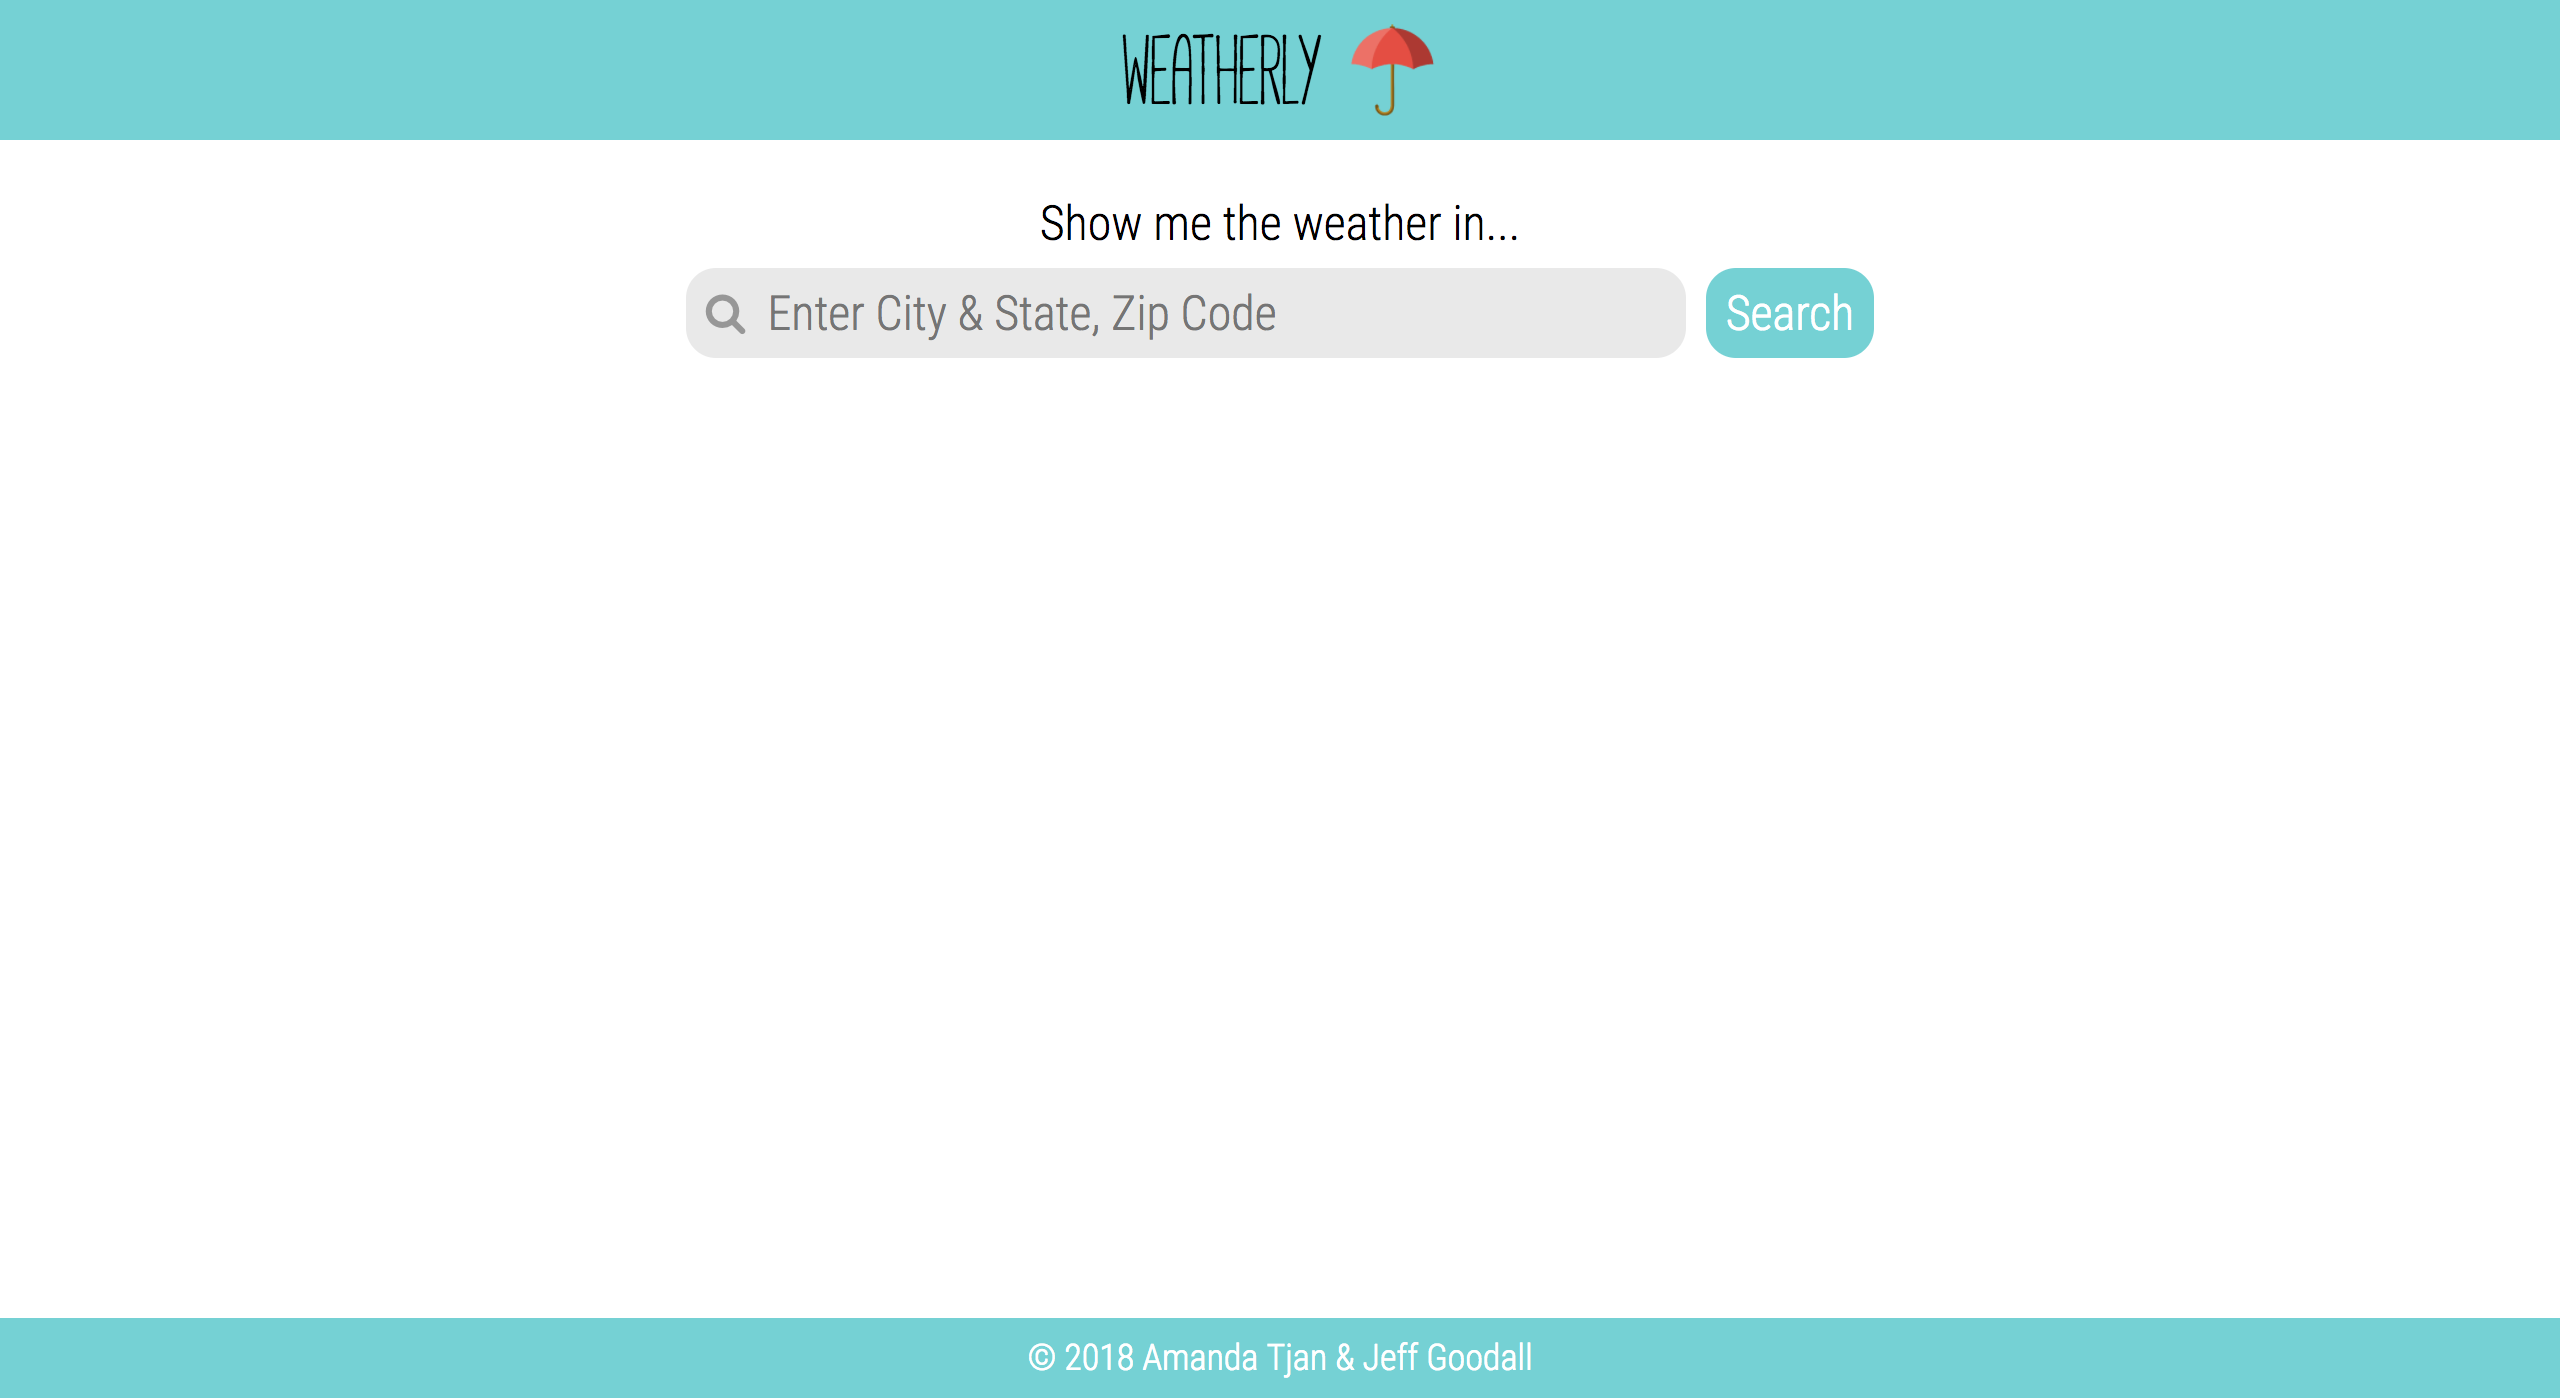 WEATHERLY
Show me the weather in...
Enter City & State, Zip Code
Search
© 2018 Amanda Tjan & Jeff Goodall